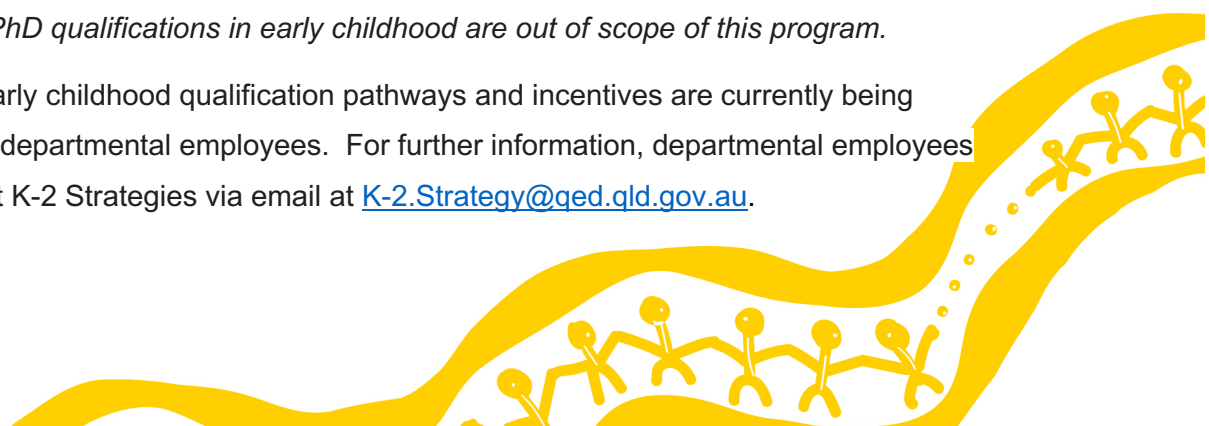 PhD qualifications in early childhood are out of scope of this program.
arly childhood qualification pathways and incentives are currently being
departmental employees. For further information, departmental employees
t K-2 Strategies via email at K-2.Strategy@qed.qld.gov.au.